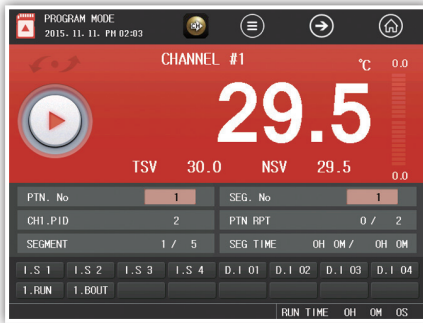 PROGRAM MODE
2015. 11. 11. PM 02:03
CHANNEL #1
℃ 0.0
29.5
TSV 30.0 NSV 29.5
0.0
PTN. No 1 SEG. No 1
CH1.PID 2 PTN RPT 0 / 2
SEGMENT 1 / 5 SEG TIME 0H 0M / 0H 0M
I.S 1 I.S 2 I.S 3 I.S 4 D.I 01 D.I 02 D.I 03 D.I 04
1.RUN 1.BOUT
RUN TIME 0H 0M 0S